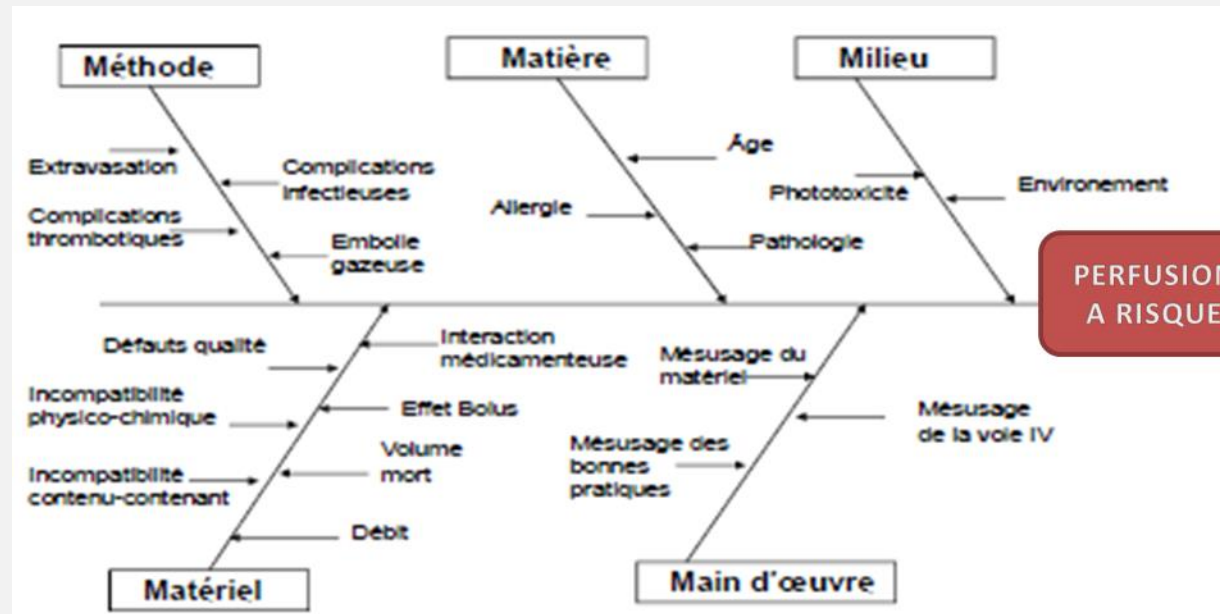 Méthode
Matière
Milieu
Extravasation
Complications
infectieuses
Complications
thrombotiques
Embolie
gazeuse
Âge
Allergie
Pathologie
Phototoxicité
Environement
PERFUSION
A RISQUE
Défauts qualité
Interaction
médicamenteuse
Incompatibilité
physico-chimique
Effet Bolus
Incompatibilité
contenu-contenant
Volume
mort
Débit
Mésusage du
matériel
Mésusage
de la voie IV
Mésusage des
bonnes
pratiques
Matériel
Main d'œuvre